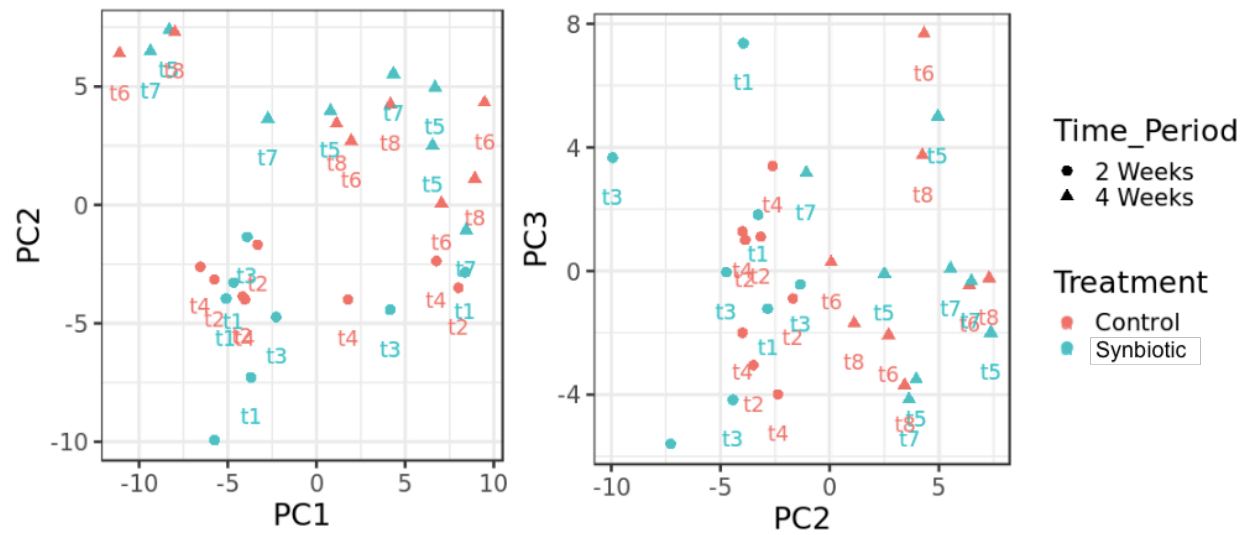 5
0
-5
-10
PC2
-10
-5
0
5
10
PC1
t6
t7
t5
t8
t7
t5
t8
t6
t7
t8
t5
t5
t6
t8
t6
t7
t4
t1
t2
t3
t2
t4
t2
t1
t5
t2
t4
t3
t4
t3
t1
8
4
0
-4
PC3
-10
-5
0
5
PC2
t6
t1
t5
t8
t3
t4
t7
t1
t4
t2
t2
t6
t3
t3
t5
t7
t7
t6
t8
t2
t1
t8
t4
t6
t5
t2
t5
t8
t3
t4
t7
Time_Period
2 Weeks
4 Weeks
Treatment
Control
Synbiotic